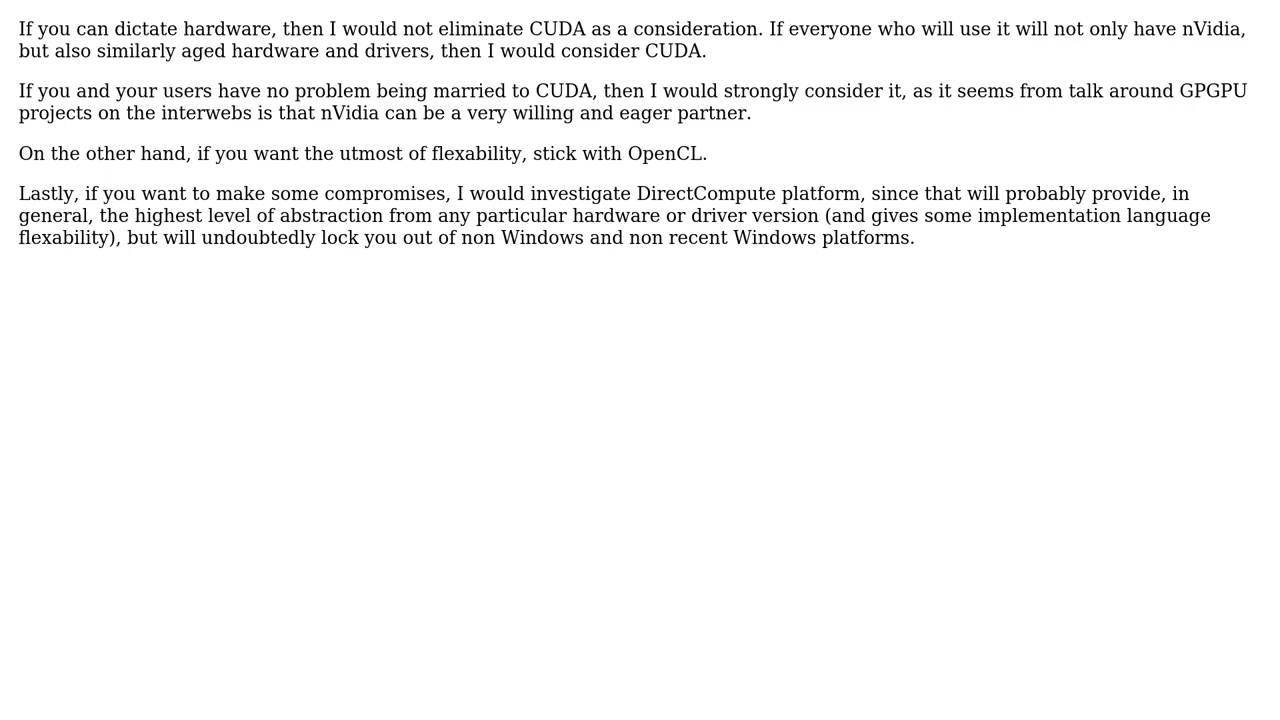 If you can dictate hardware, then I would not eliminate CUDA as a consideration. If everyone who will use it will not only have nVidia,
but also similarly aged hardware and drivers, then I would consider CUDA.
If you and your users have no problem being married to CUDA, then I would strongly consider it, as it seems from talk around GPGPU
projects on the interwebs is that nVidia can be a very willing and eager partner.
On the other hand, if you want the utmost of flexability, stick with OpenCL.
Lastly, if you want to make some compromises, I would investigate DirectCompute platform, since that will probably provide, in
general, the highest level of abstraction from any particular hardware or driver version (and gives some implementation language
flexability), but will undoubtedly lock you out of non Windows and non recent Windows platforms.